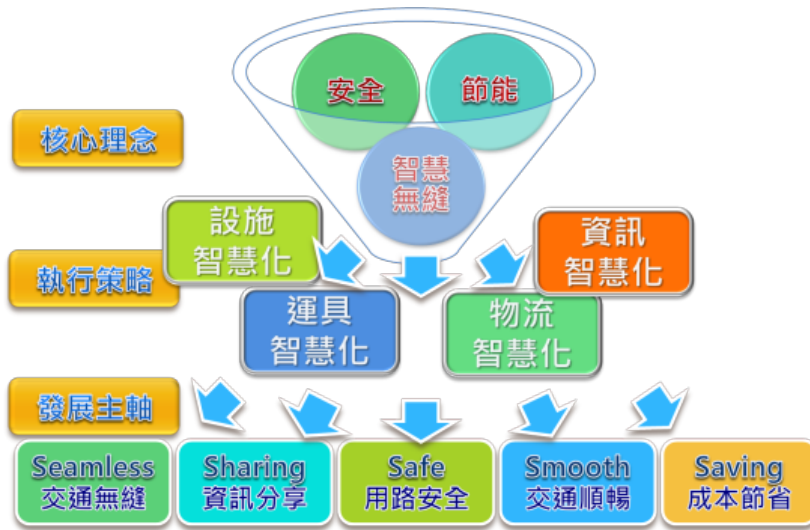 安全
節能
智慧
無縫
核心理念
設施
智慧化
資訊
智慧化
執行策略
運具
智慧化
物流
智慧化
發展主軸
Seamless
交通無縫
Sharing
資訊分享
Safe
用路安全
Smooth
交通順暢
Saving
成本節省